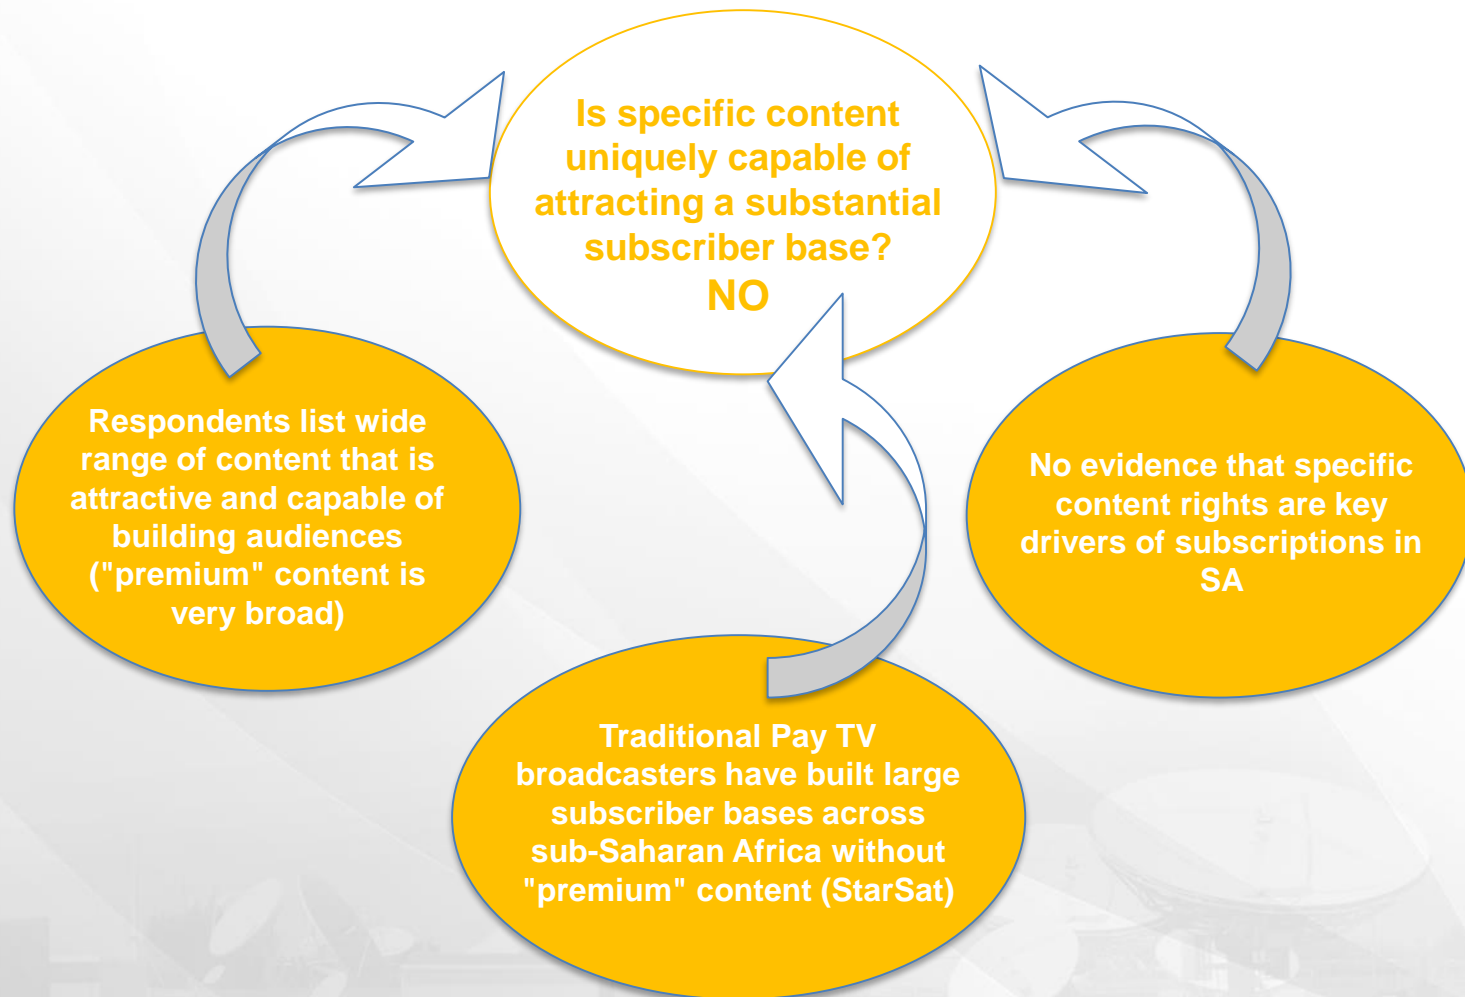 Is specific content
uniquely capable of
attracting a substantial
subscriber base?
NO
Respondents list wide
range of content that is
attractive and capable of
building audiences
("premium" content is
very broad)
No evidence that specific
content rights are key
drivers of subscriptions in
SA
Traditional Pay TV
broadcasters have built large
subscriber bases across
sub-Saharan Africa without
"premium" content (StarSat)